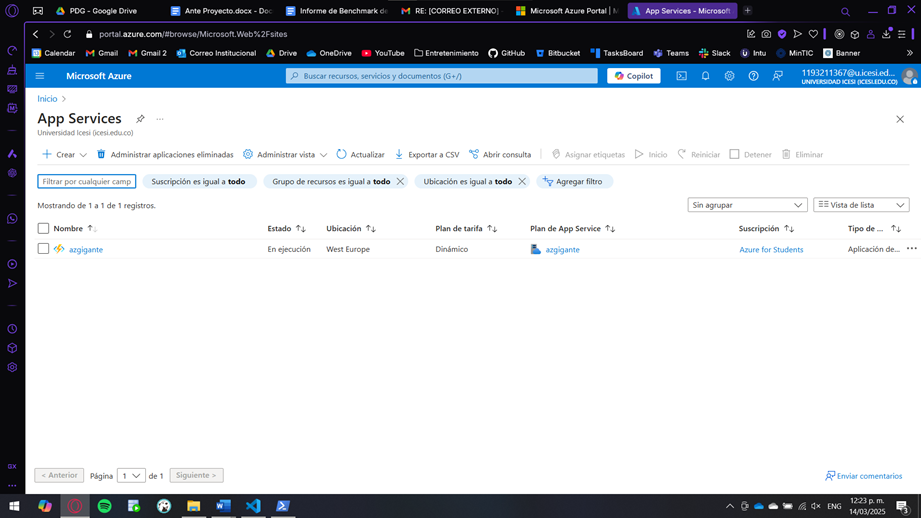 PDG - Google Drive
Ante Proyecto.docx - Doc
Informe de Benchmark de
RE: [CORREO EXTERNO] -
Microsoft Azure Portal | M
App Services - Microsoft
portal.azure.com/#browse/Microsoft.Web%2Fsites
Calendar
Gmail
Gmail 2
Correo Institucional
Drive
OneDrive
YouTube
Entretenimiento
GitHub
Bitbucket
TasksBoard
Teams
Slack
Intu
MinTIC
Banner
Microsoft Azure
Buscar recursos, servicios y documentos (G+/)
Copilot
1193211367@u.icesi.ed...
UNIVERSIDAD ICESI (ICESI.EDU.CO)
Inicio
App Services
Universidad Icesi (icesi.edu.co)
Crear
Administrar aplicaciones eliminadas
Administrar vista
Actualizar
Exportar a CSV
Abrir consulta
Asignar etiquetas
Inicio
Reiniciar
Detener
Eliminar
Filtrar por cualquier camp
Suscripción es igual a todo
Grupo de recursos es igual a todo
Ubicación es igual a todo
Agregar filtro
Mostrando de 1 a 1 de 1 registros.
Sin agrupar
Vista de lista
Nombre
Estado
Ubicación
Plan de tarifa
Plan de App Service
Suscripción
Tipo de ...
azgigante
En ejecución
West Europe
Dinámico
azgigante
Azure for Students
Aplicación de...
< Anterior
Página
1
de 1
Siguiente >
Enviar comentarios
GX
ENG
12:23 p. m.
14/03/2025
3